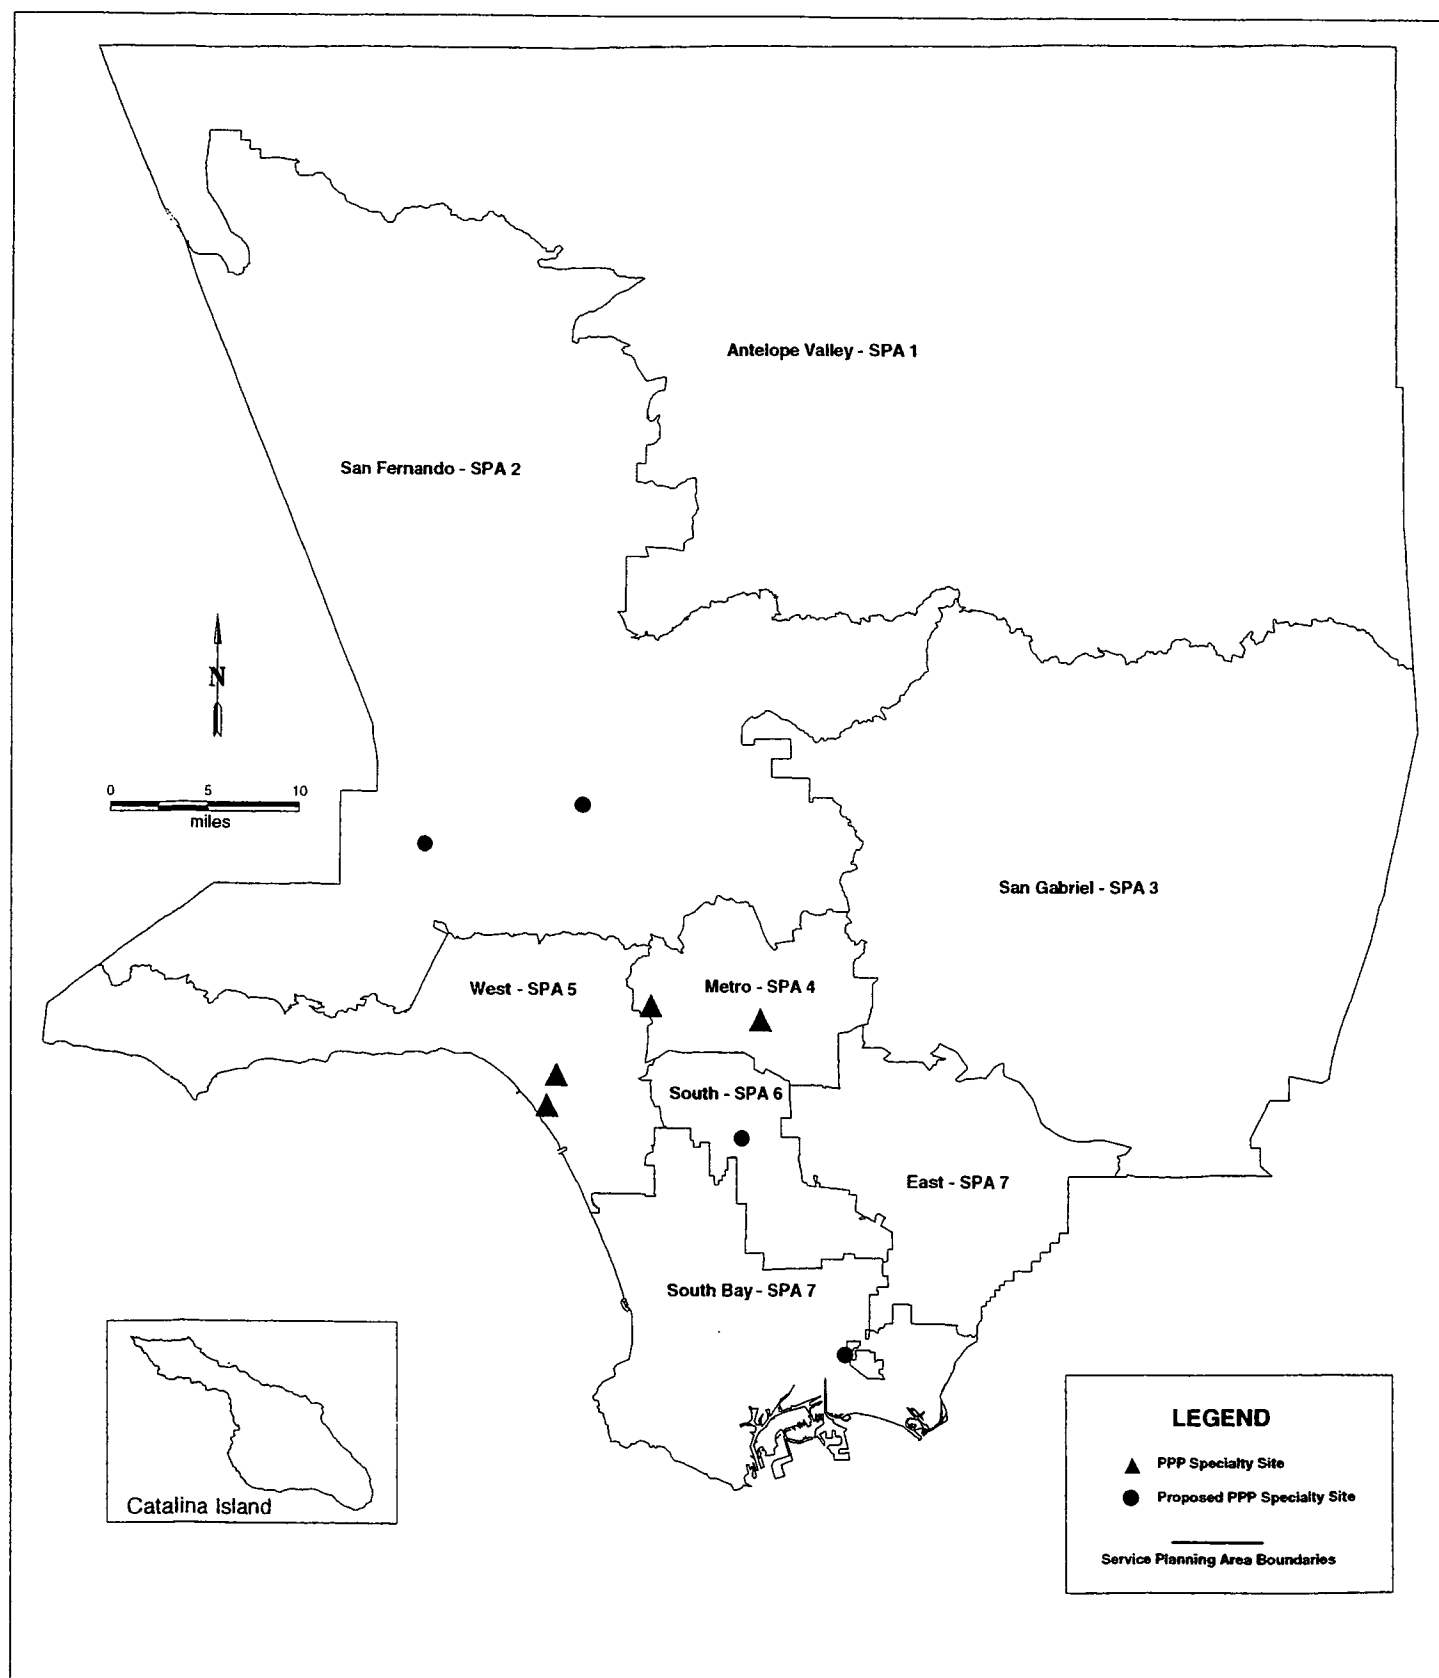 Antelope Valley - SPA 1
San Fernando - SPA 2
N
0 5 10
miles
San Gabriel - SPA 3
West - SPA 5
Metro - SPA 4
South - SPA 6
East - SPA 7
South Bay - SPA 7
Catalina Island
LEGEND
PPP Specialty Site
Proposed PPP Specialty Site
Service Planning Area Boundaries